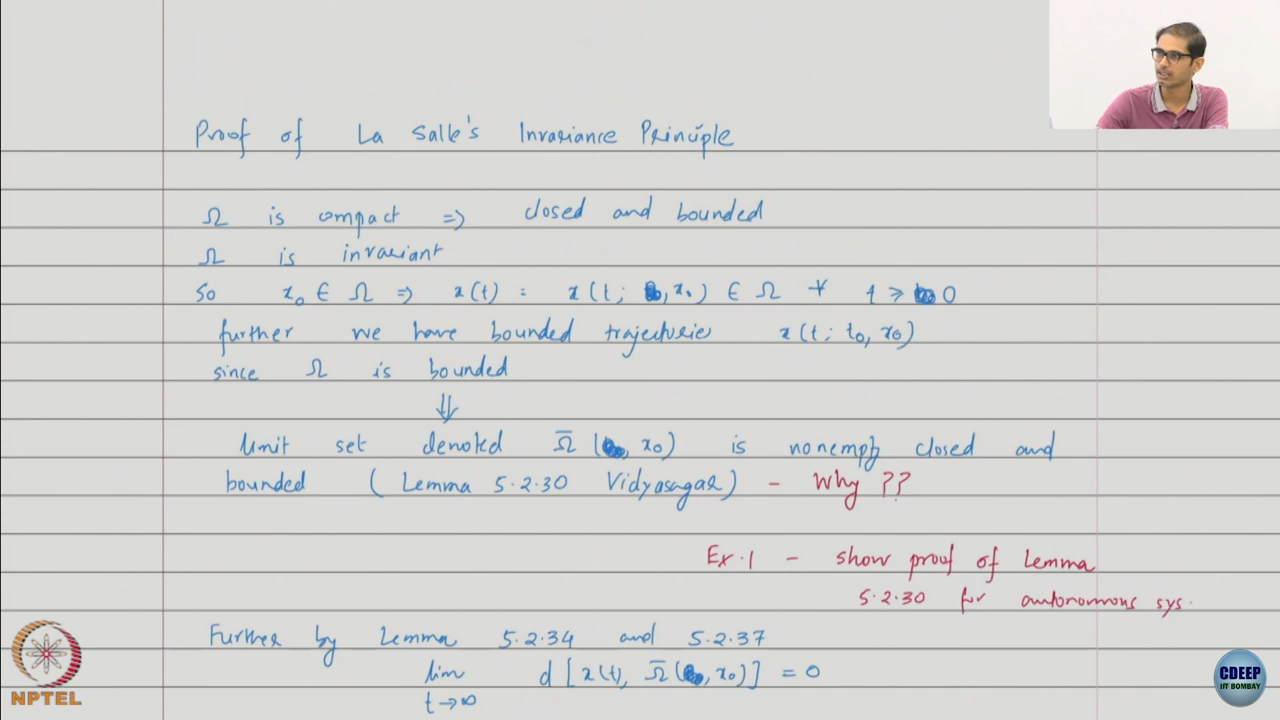 Proof of La Salle's Invariance Principle
Ω is compact ⇒ closed and bounded
Ω is invariant
So x₀ ∈ Ω ⇒ x(t) = x(t; , x₀) ∈ Ω ∀ t ≥ 0
further we have bounded trajectories x(t; t₀, x₀)
since Ω is bounded
⇓
limit set denoted Ω̅ ( , x₀) is nonempty closed and
bounded (Lemma 5.2.30 Vidyasagar) - Why ??
Ex.1 - show proof of Lemma
5.2.30 for autonomous sys.
Further by Lemma 5.2.34 and 5.2.37
lim d[x(t), Ω̅( , x₀)] = 0
t→∞
NPTEL
CDEEP
IIT BOMBAY